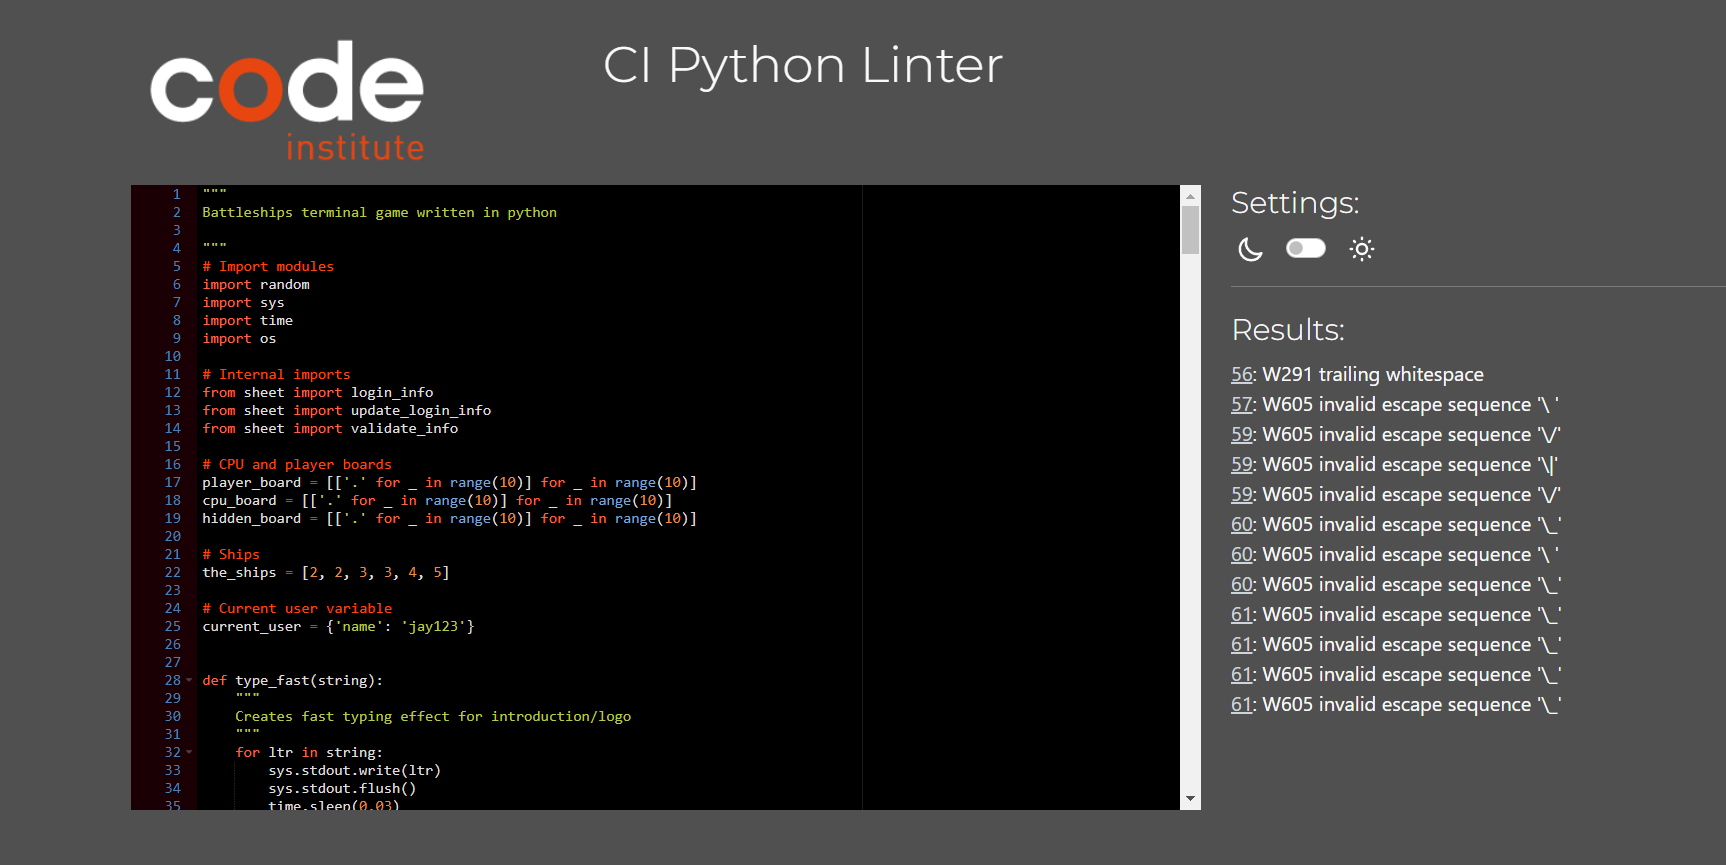 code
institute
CI Python Linter
1 """
2 Battleships terminal game written in python
3
4 """
5 # Import modules
6 import random
7 import sys
8 import time
9 import os
10
11 # Internal imports
12 from sheet import login_info
13 from sheet import update_login_info
14 from sheet import validate_info
15
16 # CPU and player boards
17 player_board = [['.' for _ in range(10)] for _ in range(10)]
18 cpu_board = [['.' for _ in range(10)] for _ in range(10)]
19 hidden_board = [['.' for _ in range(10)] for _ in range(10)]
20
21 # Ships
22 the_ships = [2, 2, 3, 3, 4, 5]
23
24 # Current user variable
25 current_user = {'name': 'jay123'}
26
27
28 def type_fast(string):
29     """
30     Creates fast typing effect for introduction/logo
31     """
32     for ltr in string:
33         sys.stdout.write(ltr)
34         sys.stdout.flush()
35         time.sleep(0.03)
Settings:
Results:
56: W291 trailing whitespace
57: W605 invalid escape sequence '\ '
59: W605 invalid escape sequence '\/'
59: W605 invalid escape sequence '\|'
59: W605 invalid escape sequence '\/'
60: W605 invalid escape sequence '\_'
60: W605 invalid escape sequence '\ '
60: W605 invalid escape sequence '\_'
61: W605 invalid escape sequence '\_'
61: W605 invalid escape sequence '\_'
61: W605 invalid escape sequence '\_'
61: W605 invalid escape sequence '\_'